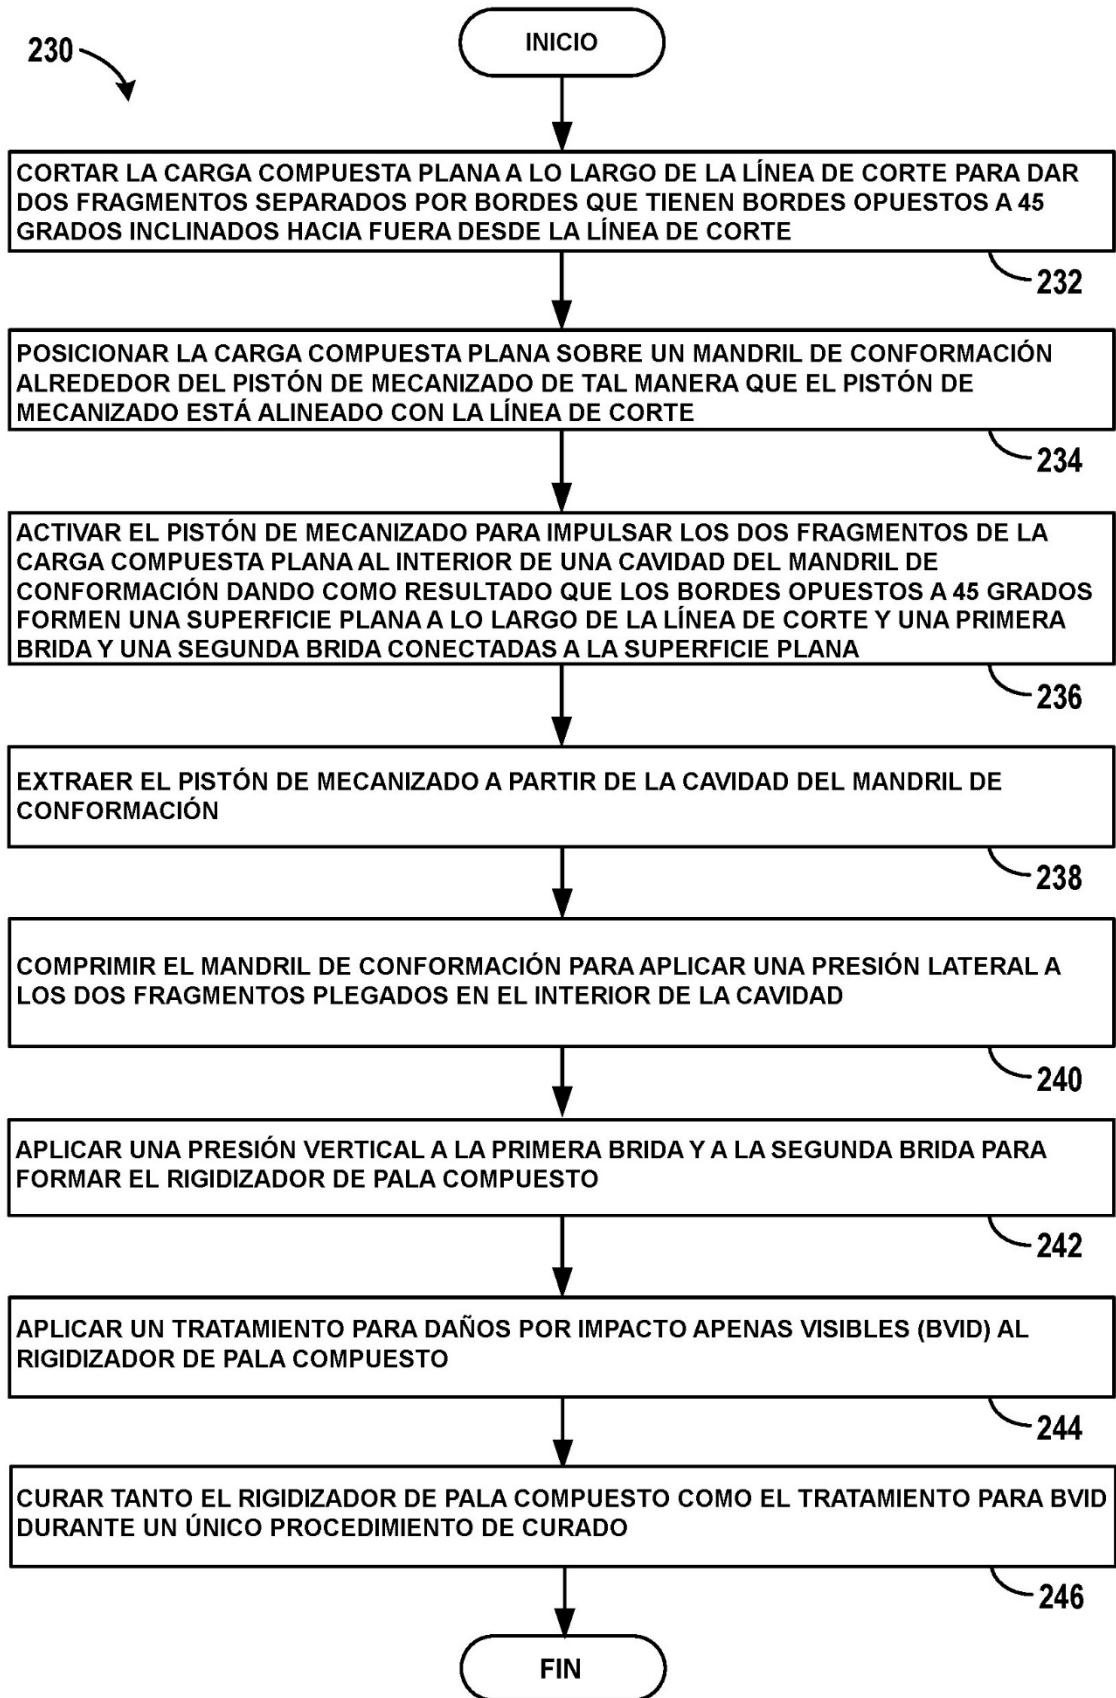 INICIO
230
CORTAR LA CARGA COMPUESTA PLANA A LO LARGO DE LA LÍNEA DE CORTE PARA DAR
DOS FRAGMENTOS SEPARADOS POR BORDES QUE TIENEN BORDES OPUESTOS A 45
GRADOS INCLINADOS HACIA FUERA DESDE LA LÍNEA DE CORTE
232
POSICIONAR LA CARGA COMPUESTA PLANA SOBRE UN MANDRIL DE CONFORMACIÓN
ALREDEDOR DEL PISTÓN DE MECANIZADO DE TAL MANERA QUE EL PISTÓN DE
MECANIZADO ESTÁ ALINEADO CON LA LÍNEA DE CORTE
234
ACTIVAR EL PISTÓN DE MECANIZADO PARA IMPULSAR LOS DOS FRAGMENTOS DE LA
CARGA COMPUESTA PLANA AL INTERIOR DE UNA CAVIDAD DEL MANDRIL DE
CONFORMACIÓN DANDO COMO RESULTADO QUE LOS BORDES OPUESTOS A 45 GRADOS
FORMEN UNA SUPERFICIE PLANA A LO LARGO DE LA LÍNEA DE CORTE Y UNA PRIMERA
BRIDA Y UNA SEGUNDA BRIDA CONECTADAS A LA SUPERFICIE PLANA
236
EXTRAER EL PISTÓN DE MECANIZADO A PARTIR DE LA CAVIDAD DEL MANDRIL DE
CONFORMACIÓN
238
COMPRIMIR EL MANDRIL DE CONFORMACIÓN PARA APLICAR UNA PRESIÓN LATERAL A
LOS DOS FRAGMENTOS PLEGADOS EN EL INTERIOR DE LA CAVIDAD
240
APLICAR UNA PRESIÓN VERTICAL A LA PRIMERA BRIDA Y A LA SEGUNDA BRIDA PARA
FORMAR EL RIGIDIZADOR DE PALA COMPUESTO
242
APLICAR UN TRATAMIENTO PARA DAÑOS POR IMPACTO APENAS VISIBLES (BVID) AL
RIGIDIZADOR DE PALA COMPUESTO
244
CURAR TANTO EL RIGIDIZADOR DE PALA COMPUESTO COMO EL TRATAMIENTO PARA BVID
DURANTE UN ÚNICO PROCEDIMIENTO DE CURADO
246
FIN